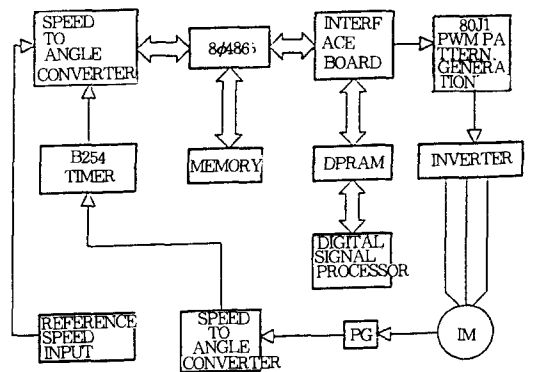 SPEED
TO
ANGLE
CONVERTER
8φ486
INTERF
ACE
BOARD
80J1
PWM PA
TTERN
GENERA
TION
B254
TIMER
MEMORY
DPRAM
INVERTER
DIGITAL
SIGNAL
PROCESSOR
REFERENCE
SPEED
INPUT
SPEED
TO
ANGLE
CONVERTER
PG
IM